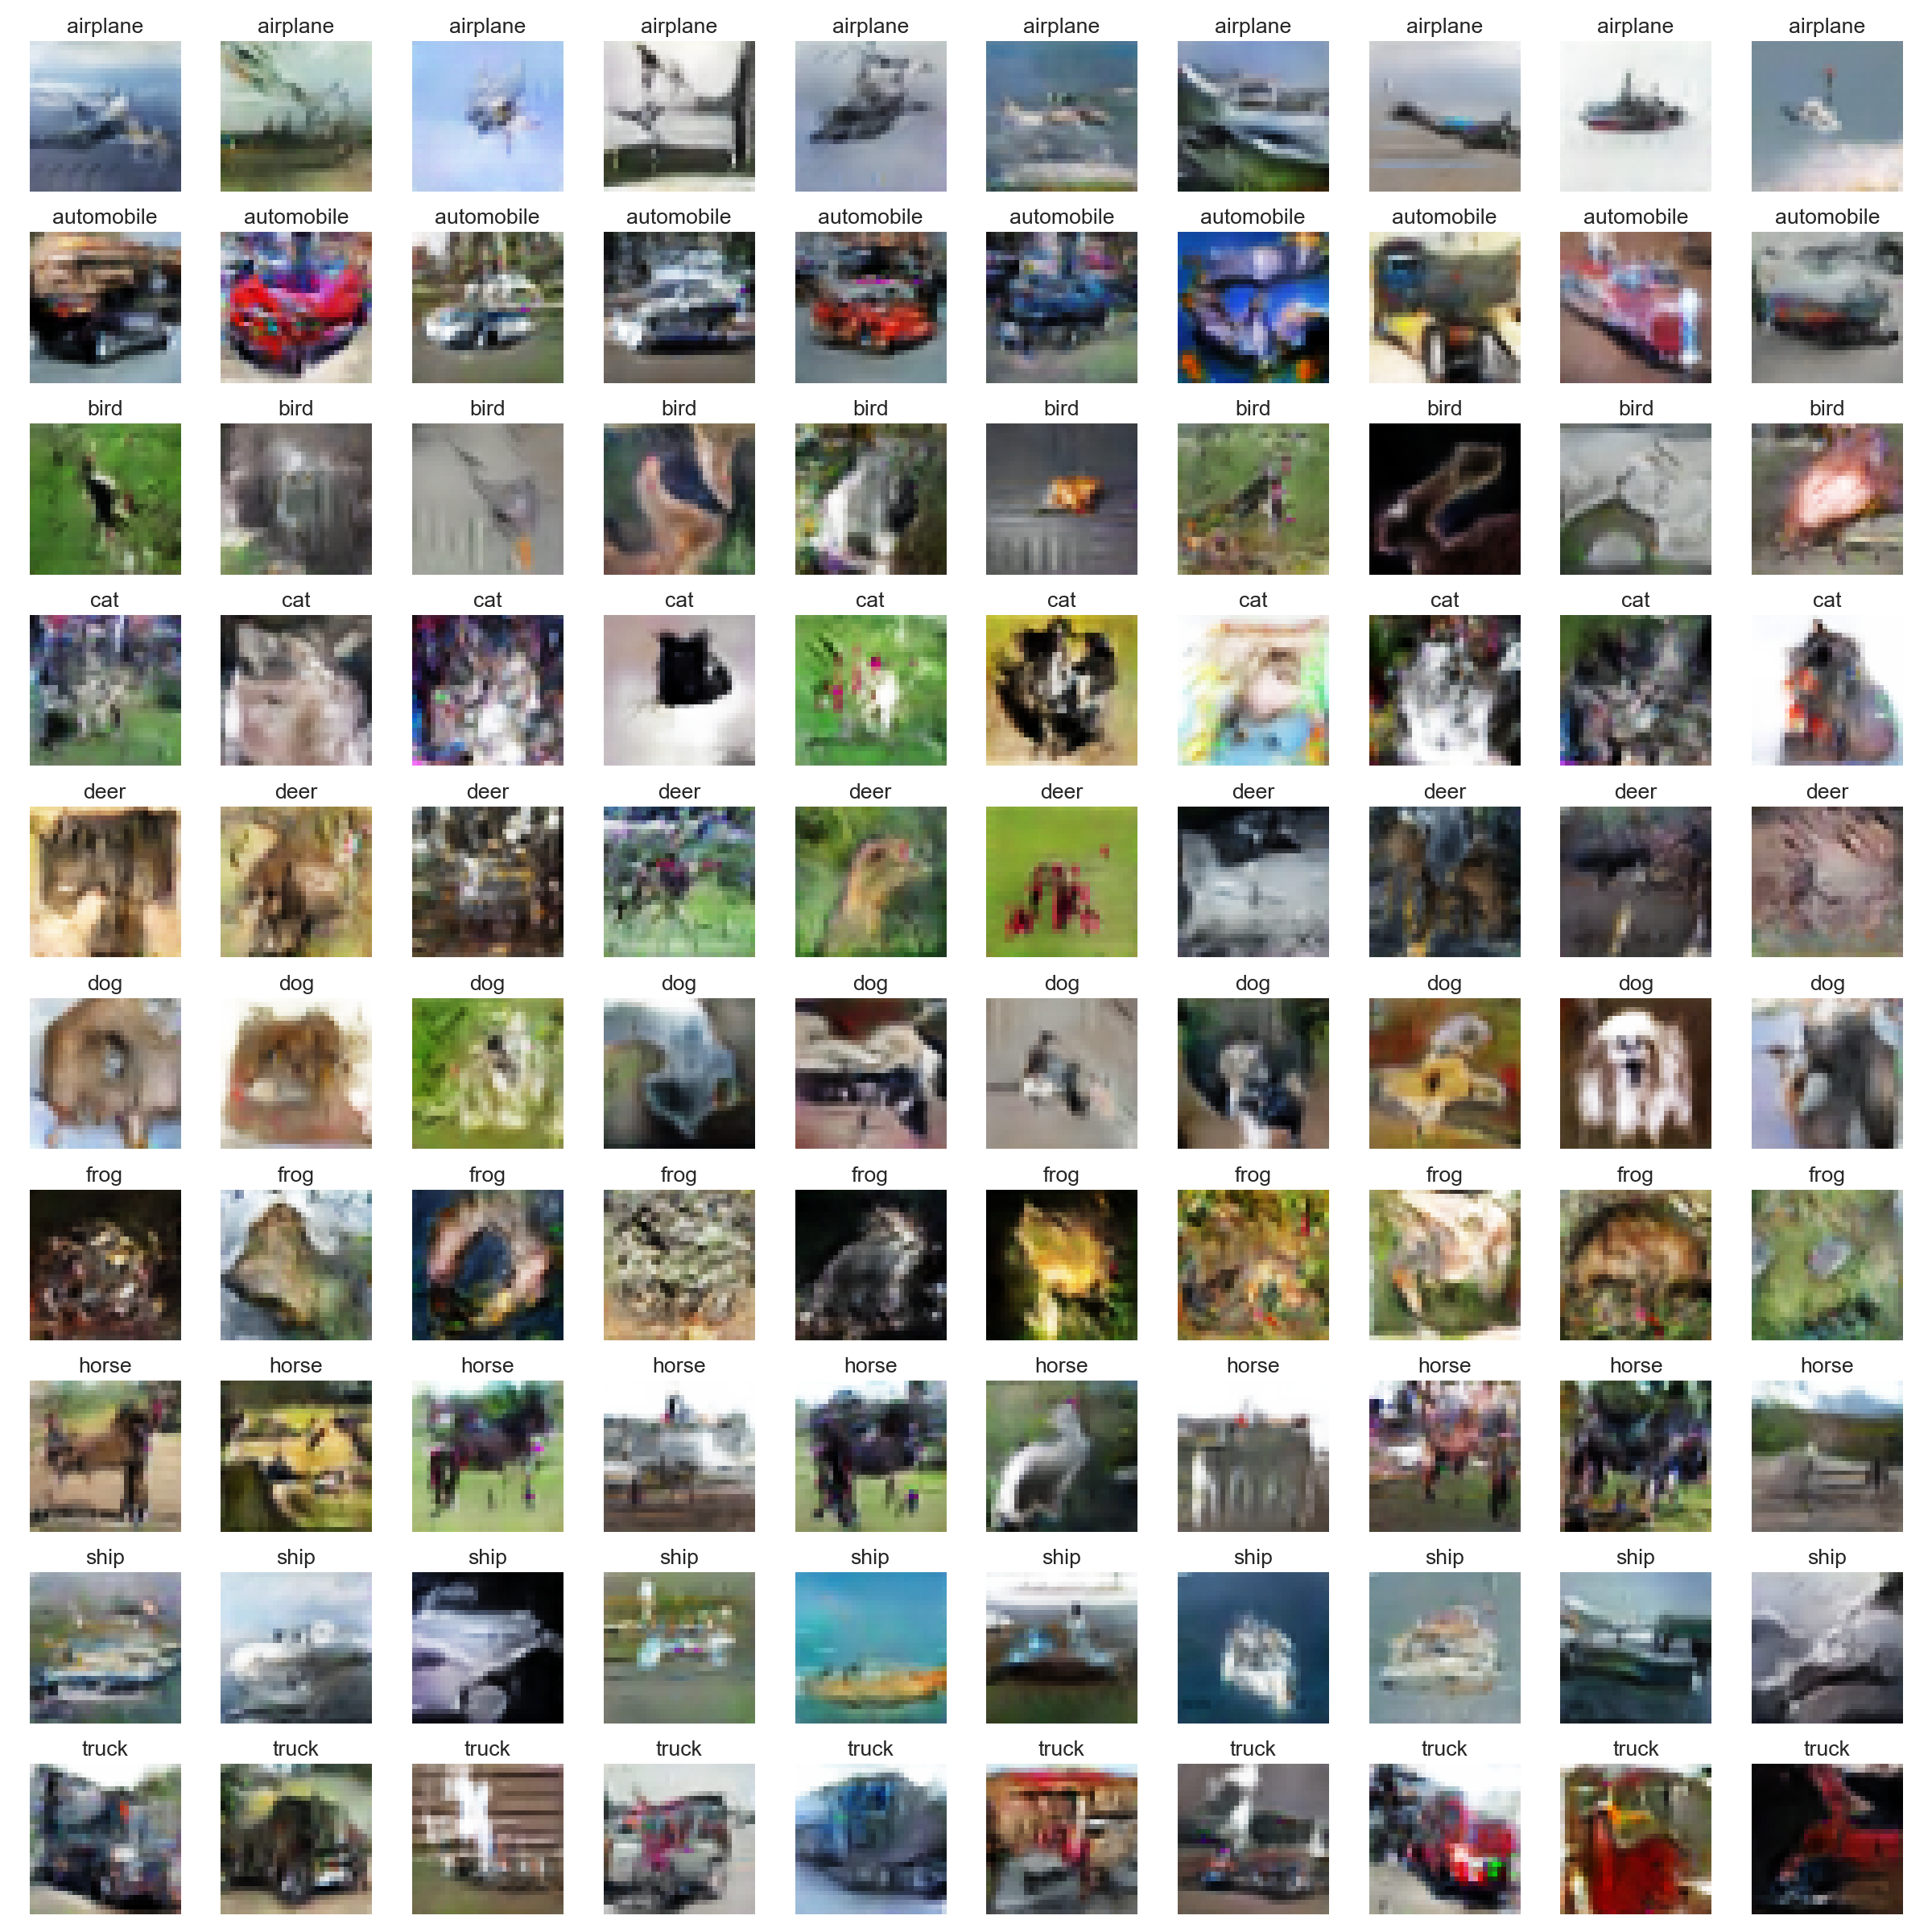 airplane airplane airplane airplane airplane airplane airplane airplane airplane airplane
automobile automobile automobile automobile automobile automobile automobile automobile automobile automobile
bird bird bird bird bird bird bird bird bird bird
cat cat cat cat cat cat cat cat cat cat
deer deer deer deer deer deer deer deer deer deer
dog dog dog dog dog dog dog dog dog dog
frog frog frog frog frog frog frog frog frog frog
horse horse horse horse horse horse horse horse horse horse
ship ship ship ship ship ship ship ship ship ship
truck truck truck truck truck truck truck truck truck truck